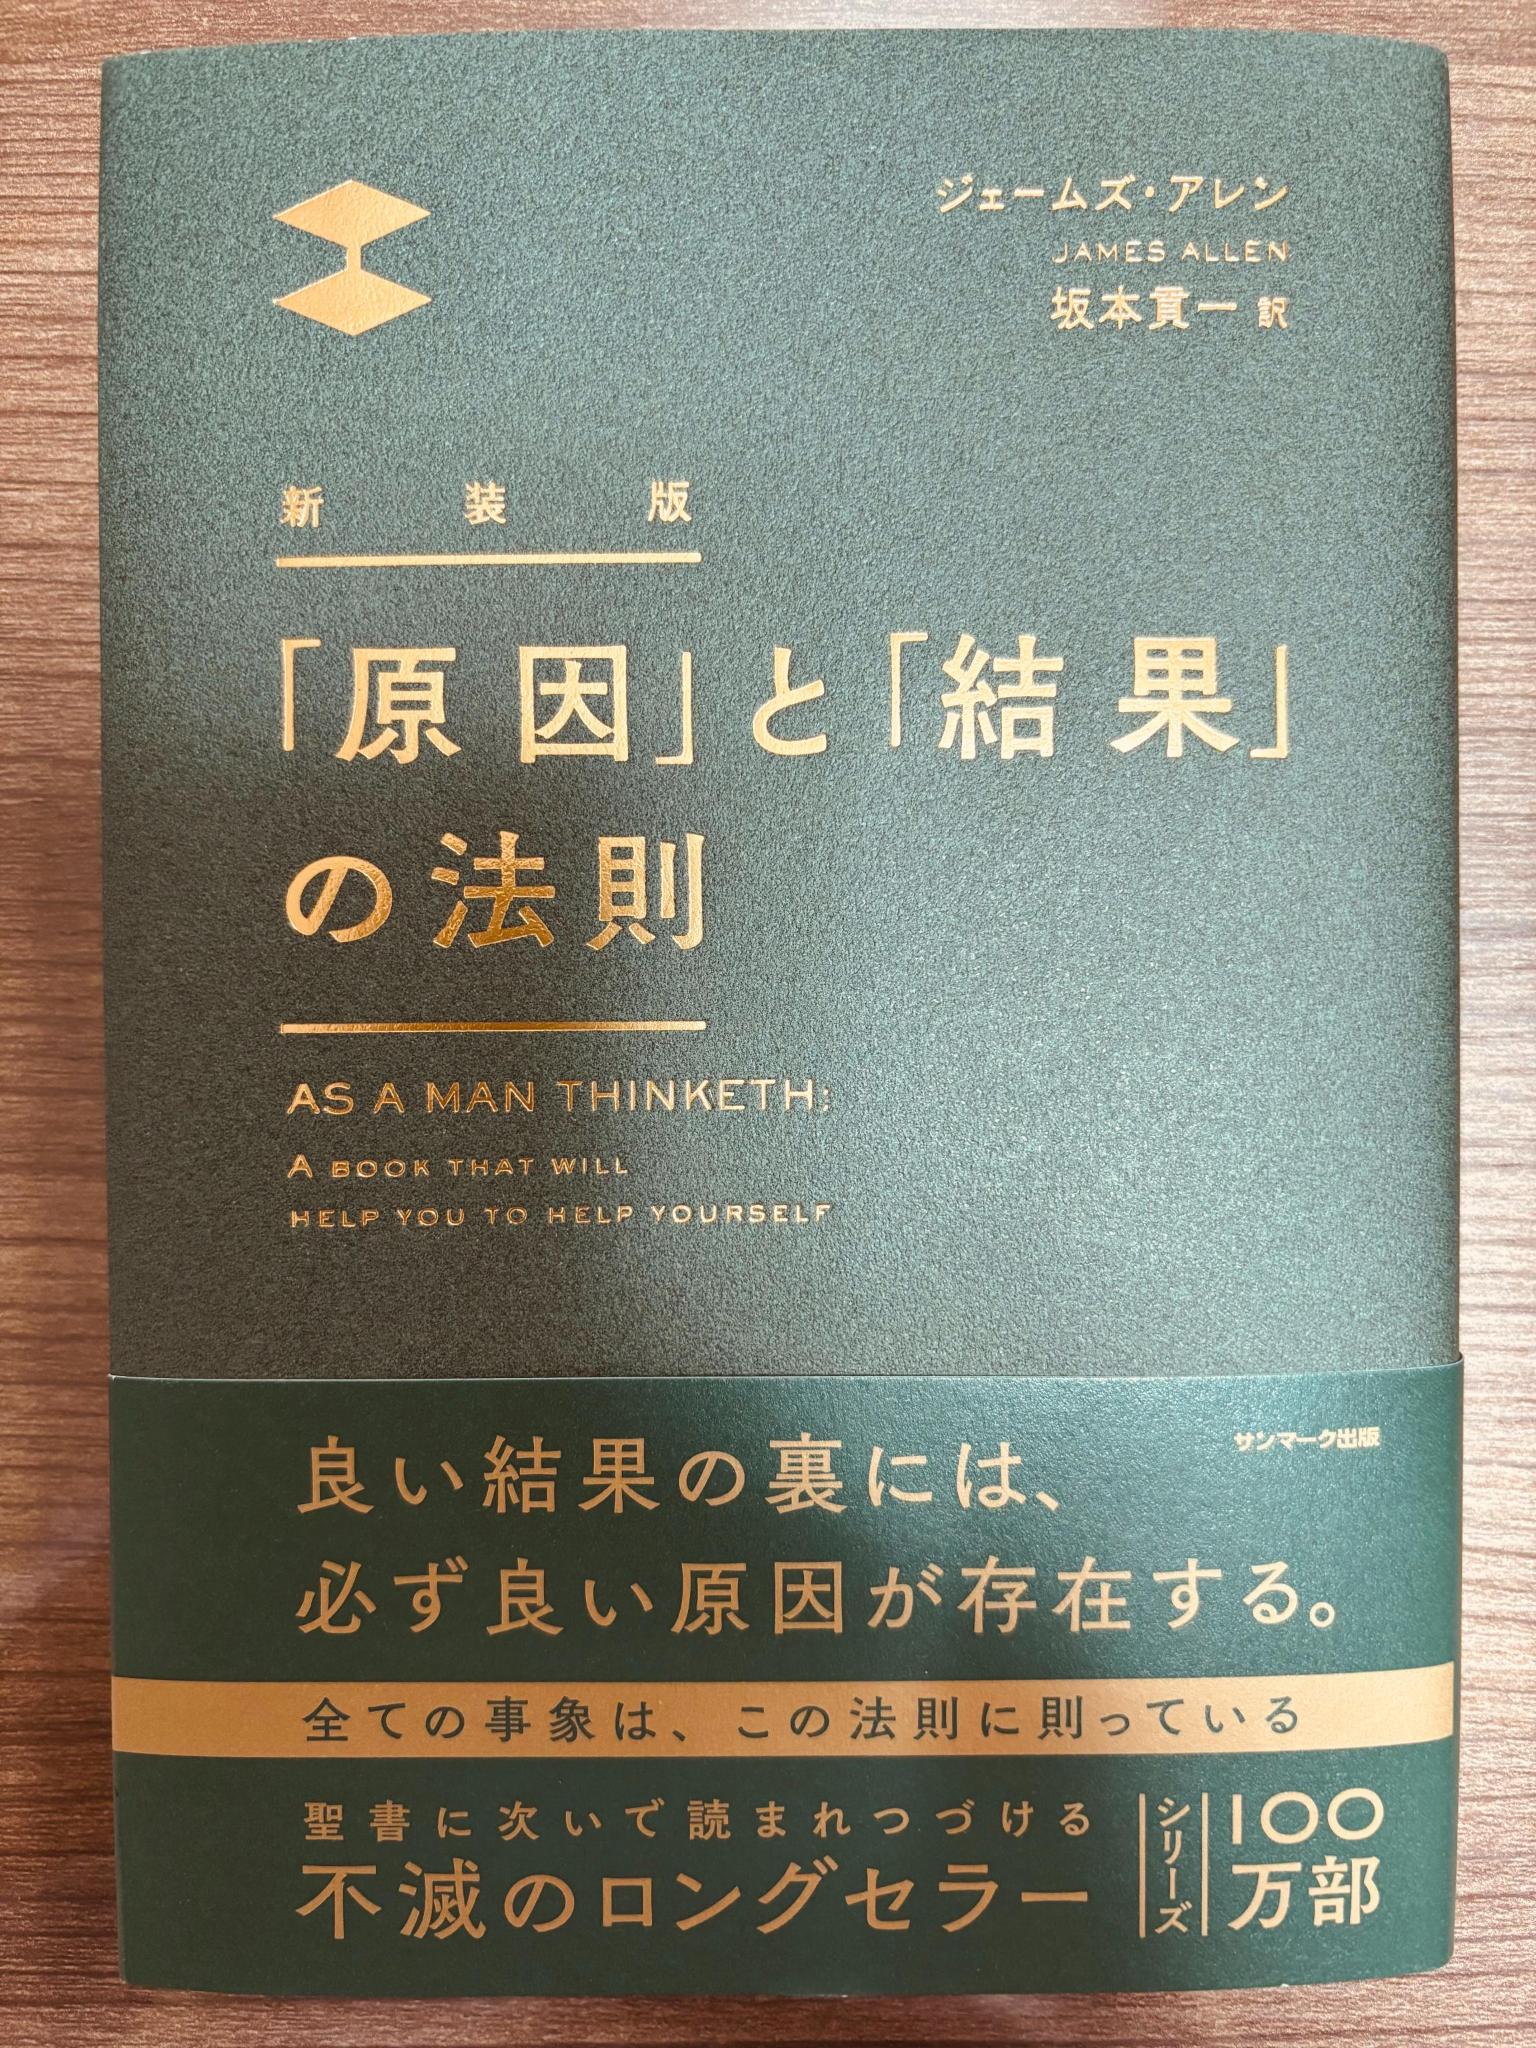 ジェームズ・アレン
JAMES ALLEN
坂本貢一 訳
新装版
「原因」と「結果」
の法則
AS A MAN THINKETH:
A BOOK THAT WILL
HELP YOU TO HELP YOURSELF
サンマーク出版
良い結果の裏には、
必ず良い原因が存在する。
全ての事象は、この法則に則っている
聖書に次いで読まれつづける
不滅のロングセラー
シリーズ
100
万部